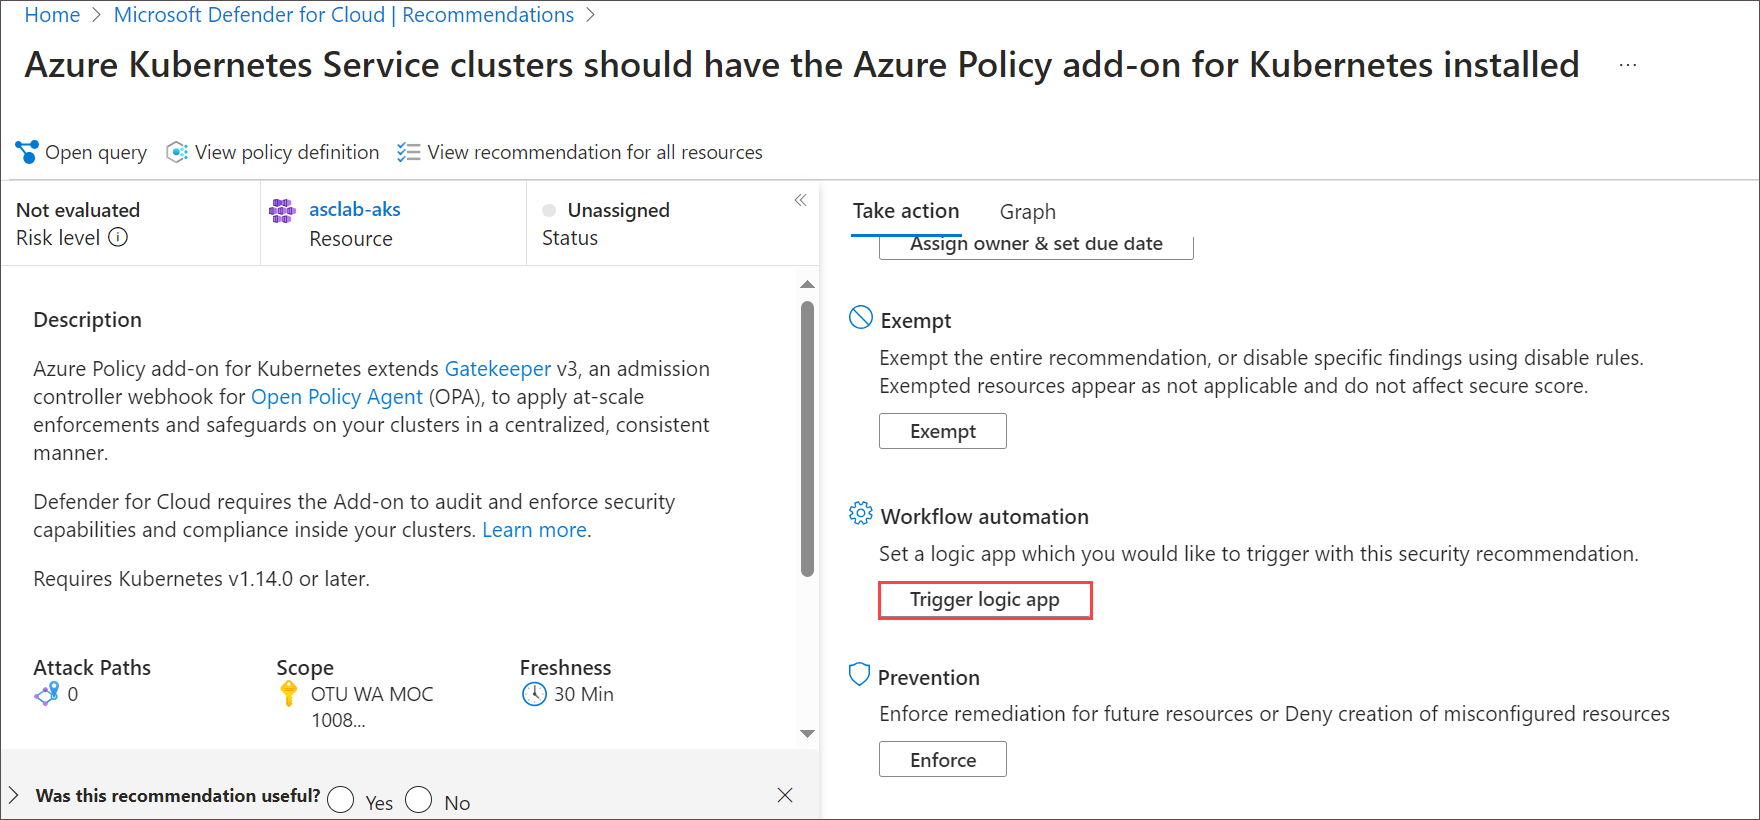 Home > Microsoft Defender for Cloud | Recommendations >
Azure Kubernetes Service clusters should have the Azure Policy add-on for Kubernetes installed ...
Open query
View policy definition
View recommendation for all resources
Not evaluated
Risk level
asclab-aks
Resource
Unassigned
Status
Description
Azure Policy add-on for Kubernetes extends Gatekeeper v3, an admission
controller webhook for Open Policy Agent (OPA), to apply at-scale
enforcements and safeguards on your clusters in a centralized, consistent
manner.
Defender for Cloud requires the Add-on to audit and enforce security
capabilities and compliance inside your clusters. Learn more.
Requires Kubernetes v1.14.0 or later.
Attack Paths
0
Scope
OTU WA MOC
1008...
Freshness
30 Min
Was this recommendation useful?
Yes
No
Take action
Graph
Assign owner & set due date
Exempt
Exempt the entire recommendation, or disable specific findings using disable rules.
Exempted resources appear as not applicable and do not affect secure score.
Exempt
Workflow automation
Set a logic app which you would like to trigger with this security recommendation.
Trigger logic app
Prevention
Enforce remediation for future resources or Deny creation of misconfigured resources
Enforce